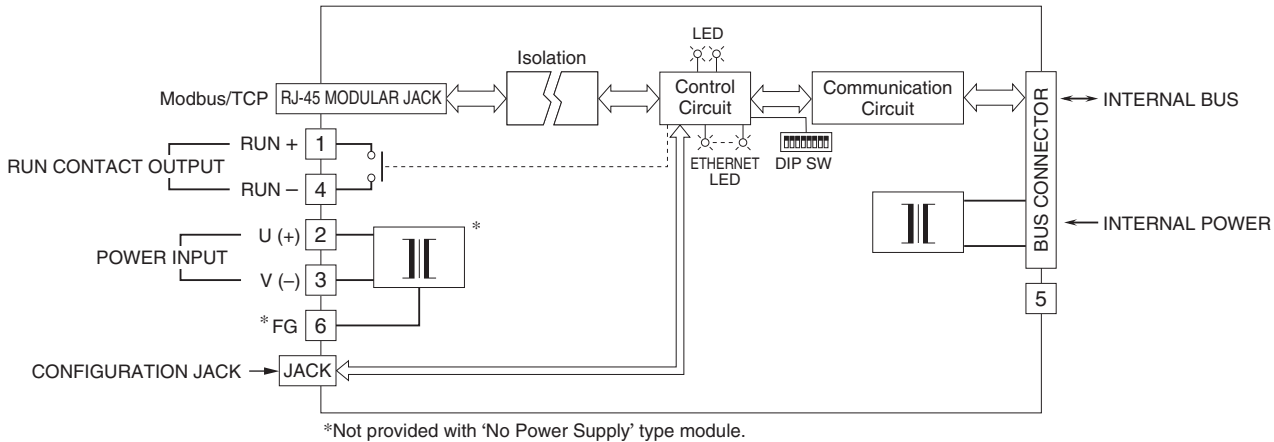 LED
Isolation
Modbus/TCP
RJ-45 MODULAR JACK
Control
Circuit
Communication
Circuit
BUS CONNECTOR
INTERNAL BUS
RUN CONTACT OUTPUT
RUN +
1
RUN –
4
ETHERNET
LED
DIP SW
POWER INPUT
U (+)
2
*
V (–)
3
INTERNAL POWER
*FG
6
5
CONFIGURATION JACK
JACK
*Not provided with ‘No Power Supply’ type module.